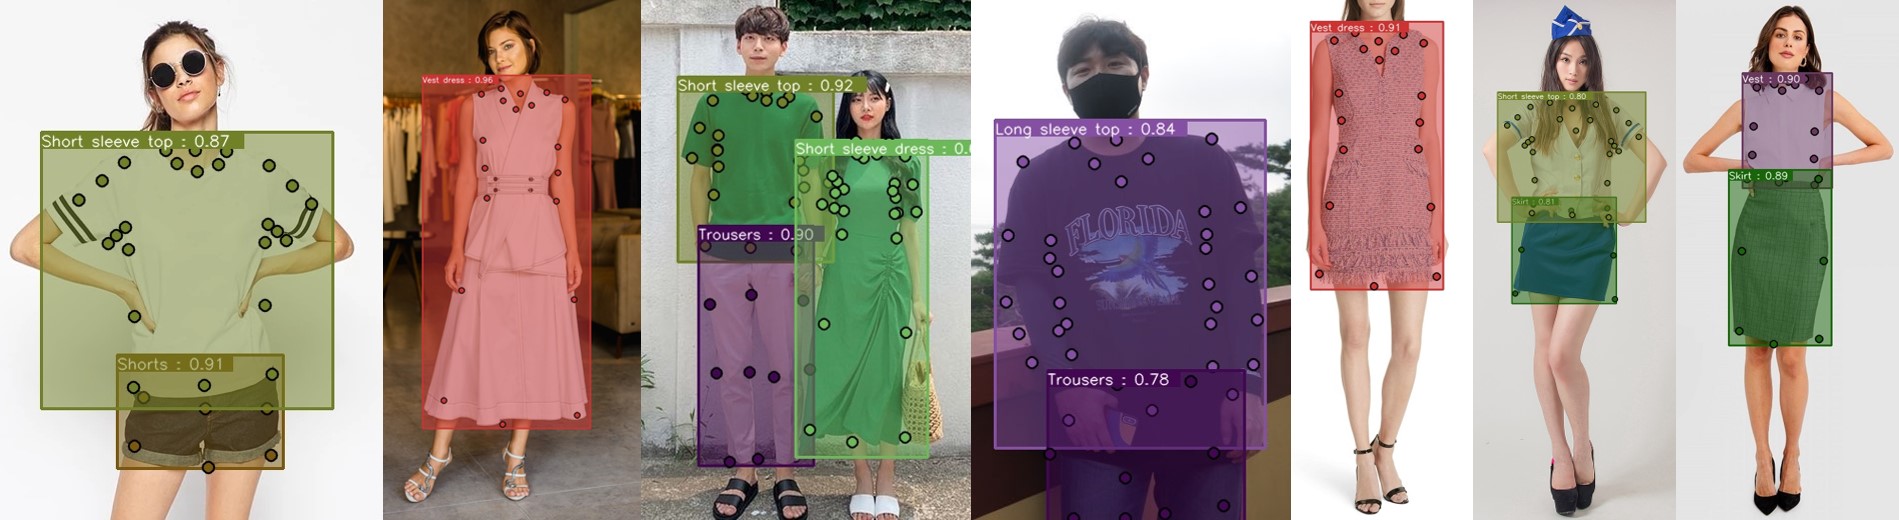 Short sleeve top : 0.87
Shorts : 0.91
Vest dress : 0.96
Short sleeve top : 0.92
Short sleeve dress : 0.
Trousers : 0.90
Long sleeve top : 0.84
FLORIDA
Trousers : 0.78
Vest dress : 0.91
Short sleeve top : 0.80
Skirt : 0.81
Vest : 0.90
Skirt : 0.89